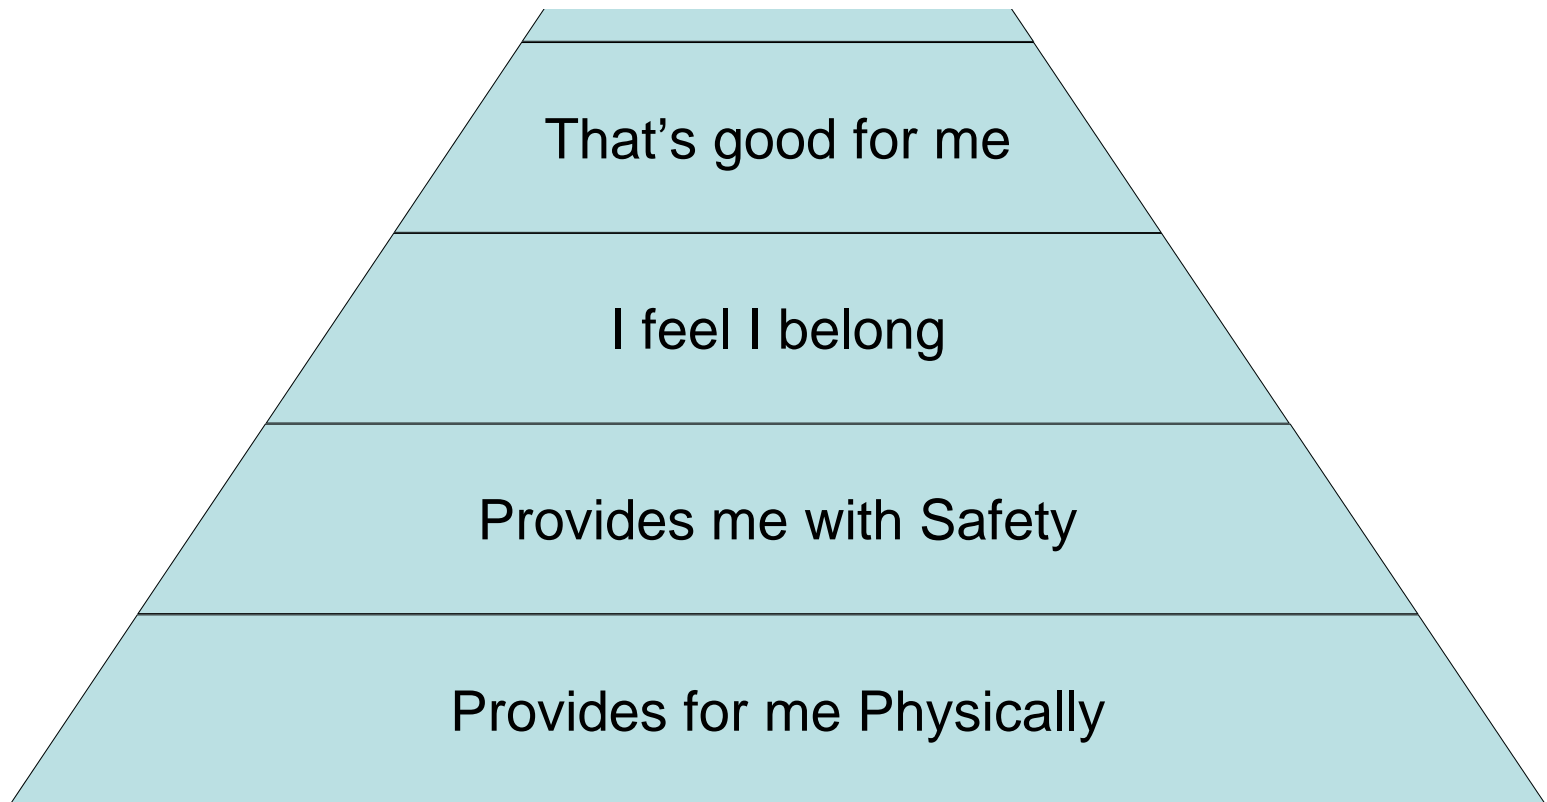 That’s good for me
I feel I belong
Provides me with Safety
Provides for me Physically